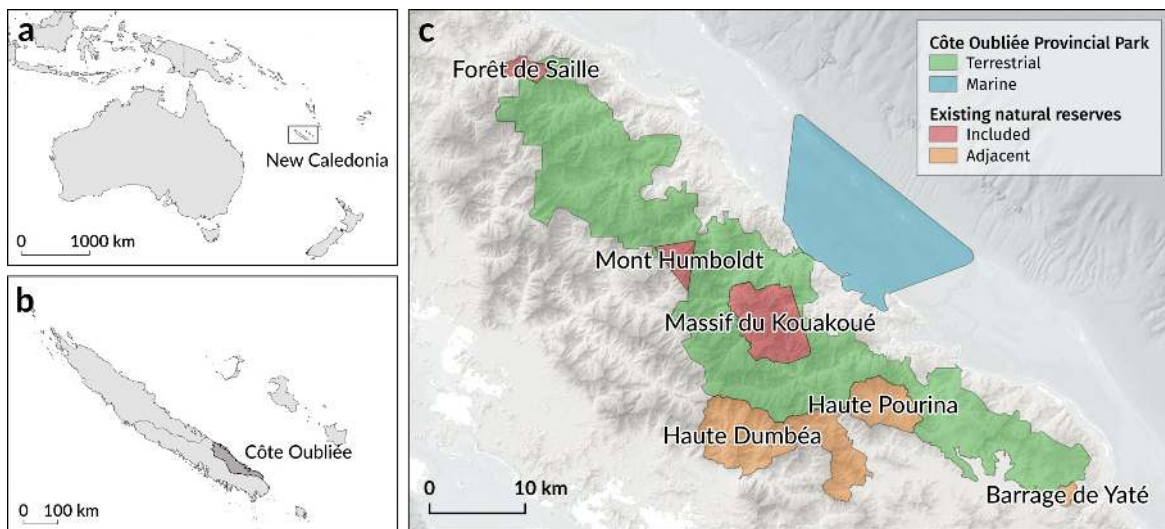 a
New Caledonia
0 1000 km
b
Côte Oubliée
0 100 km
c
Côte Oubliée Provincial Park
Terrestrial
Marine
Existing natural reserves
Included
Adjacent
Forêt de Saille
Mont Humboldt
Massif du Kouakoué
Haute Pourina
Haute Dumbéa
Barrage de Yaté
0 10 km